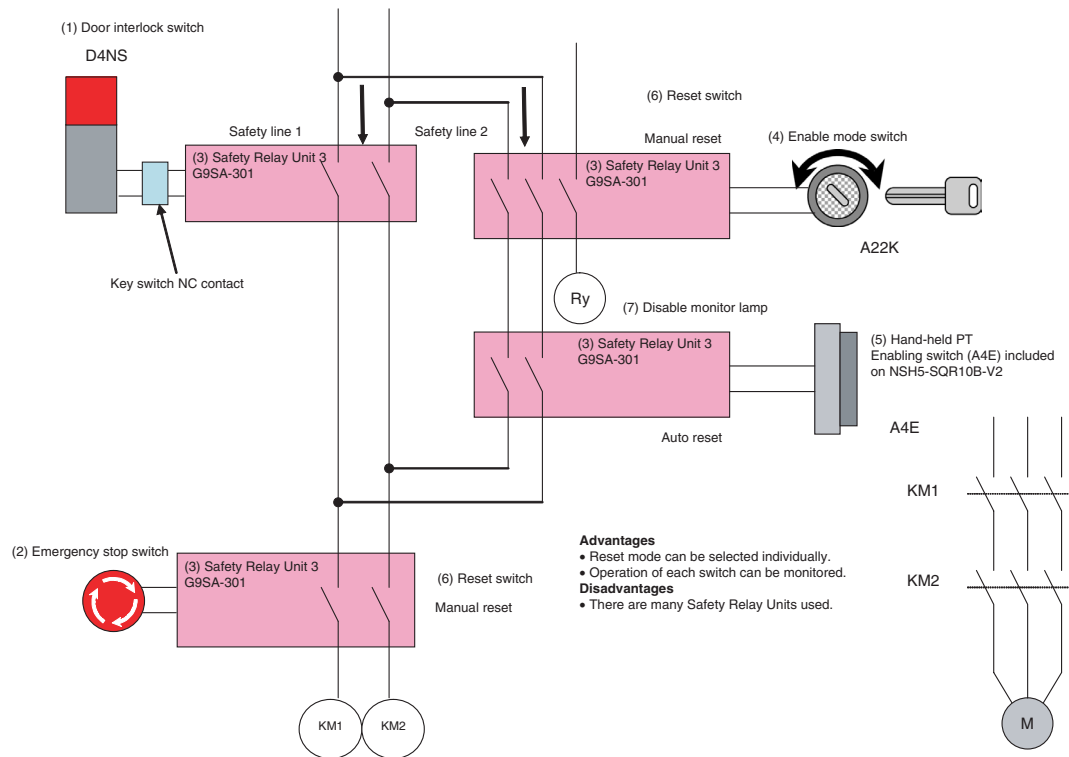 (1) Door interlock switch
D4NS
(6) Reset switch
Safety line 1
Safety line 2
Manual reset
(4) Enable mode switch
(3) Safety Relay Unit 3
G9SA-301
(3) Safety Relay Unit 3
G9SA-301
A22K
Key switch NC contact
Ry
(7) Disable monitor lamp
(3) Safety Relay Unit 3
G9SA-301
(5) Hand-held PT
Enabling switch (A4E) included
on NSH5-SQR10B-V2
A4E
Auto reset
KM1
(2) Emergency stop switch
(3) Safety Relay Unit 3
G9SA-301
(6) Reset switch
Manual reset
Advantages
• Reset mode can be selected individually.
• Operation of each switch can be monitored.
Disadvantages
• There are many Safety Relay Units used.
KM2
KM1
KM2
M